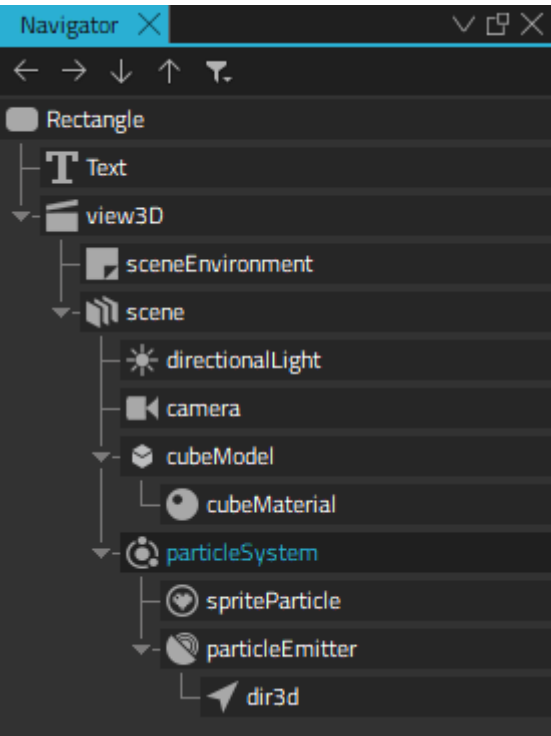 Navigator
Rectangle
Text
view3D
sceneEnvironment
scene
directionalLight
camera
cubeModel
cubeMaterial
particleSystem
spriteParticle
particleEmitter
dir3d